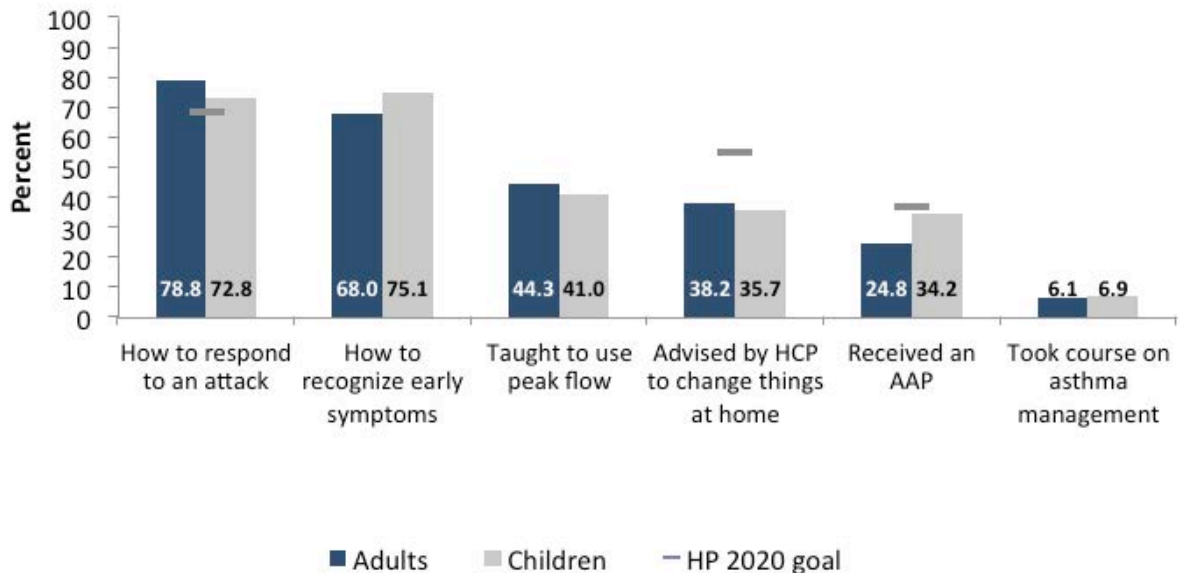 Percent
100
90
80
70
60
50
40
30
20
10
0
78.8 72.8
68.0 75.1
44.3 41.0
38.2 35.7
24.8 34.2
6.1 6.9
How to respond
to an attack
How to
recognize early
symptoms
Taught to use
peak flow
Advised by HCP
to change things
at home
Received an
AAP
Took course on
asthma
management
Adults Children HP 2020 goal